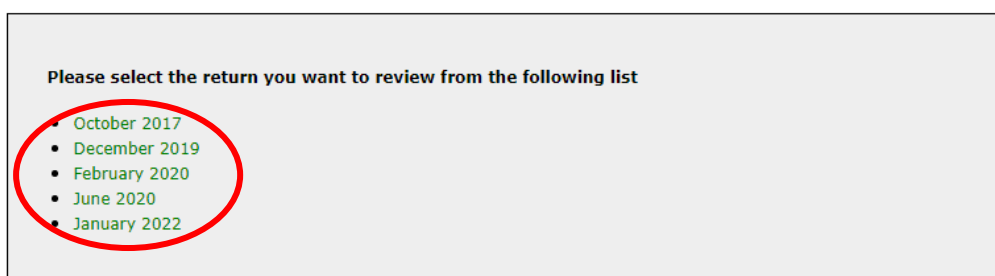 Please select the return you want to review from the following list
October 2017
December 2019
February 2020
June 2020
January 2022